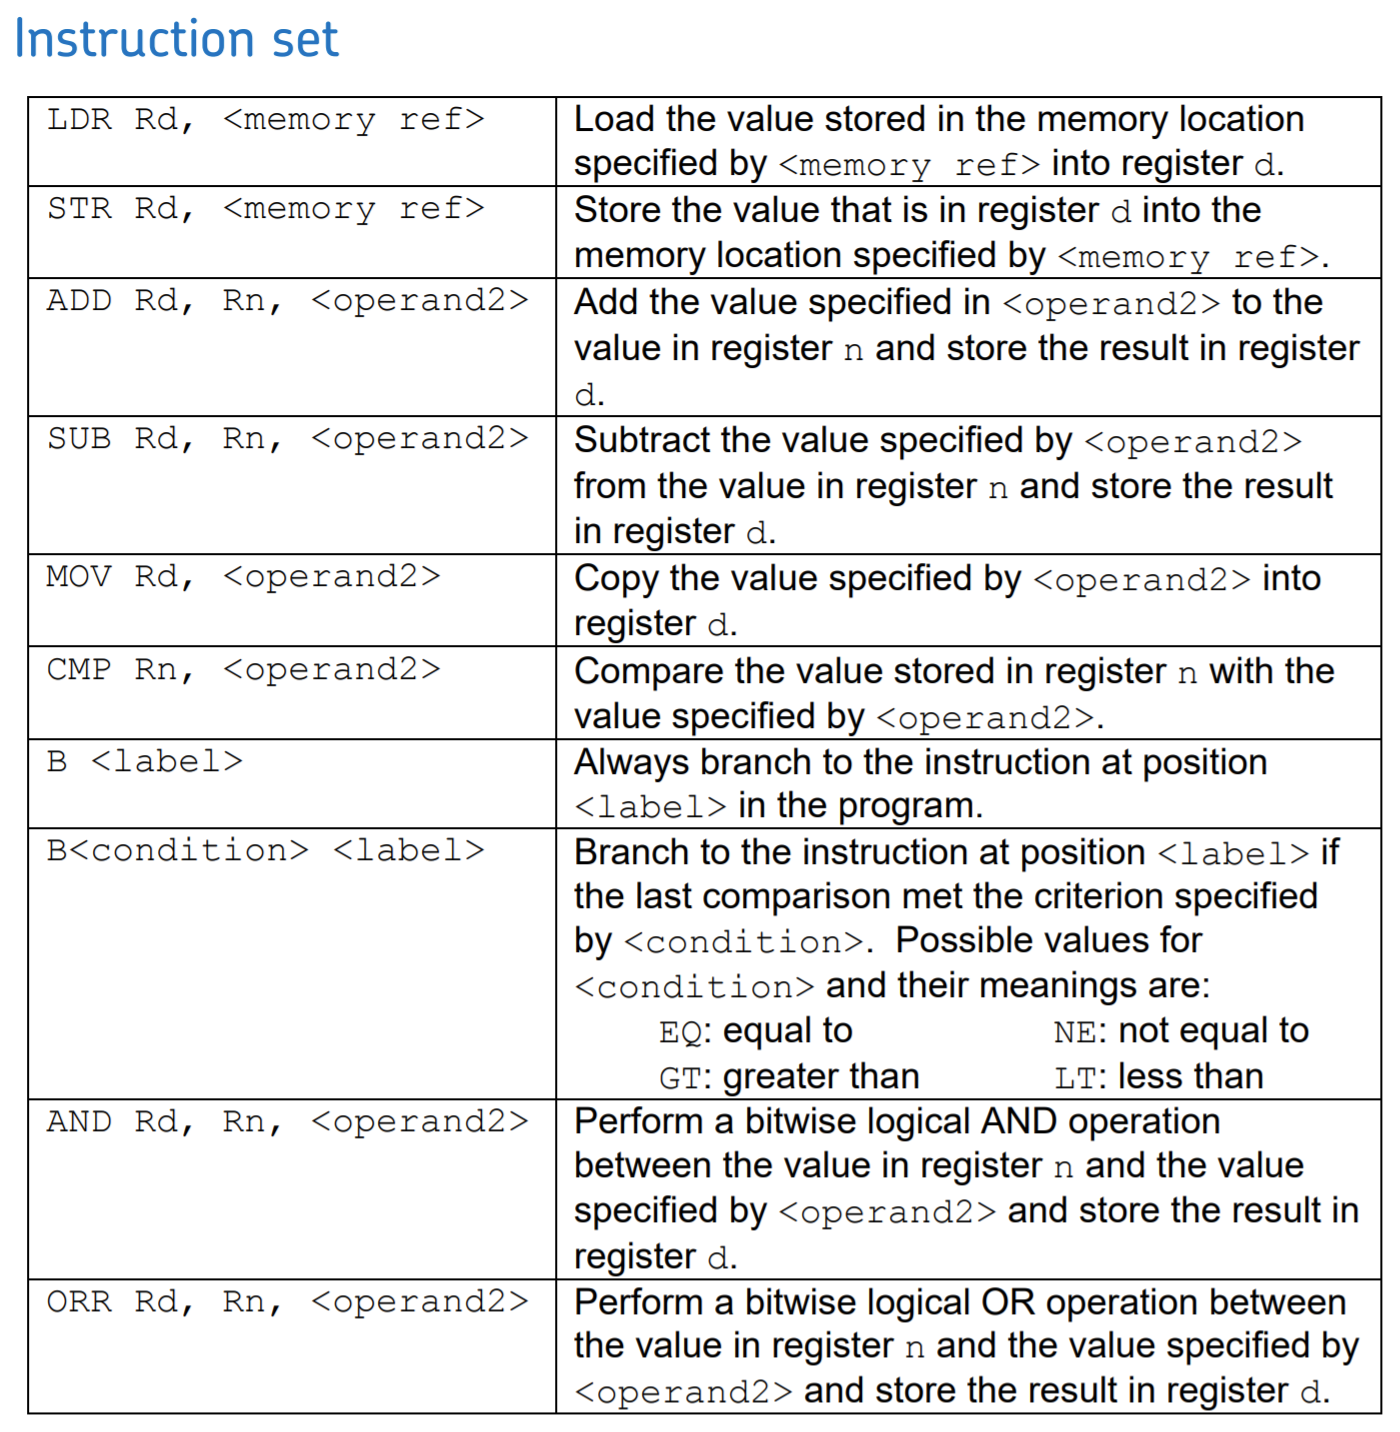 Instruction set
LDR Rd, <memory ref>
Load the value stored in the memory location
specified by <memory ref> into register d.
STR Rd, <memory ref>
Store the value that is in register d into the
memory location specified by <memory ref>.
ADD Rd, Rn, <operand2>
Add the value specified in <operand2> to the
value in register n and store the result in register
d.
SUB Rd, Rn, <operand2>
Subtract the value specified by <operand2>
from the value in register n and store the result
in register d.
MOV Rd, <operand2>
Copy the value specified by <operand2> into
register d.
CMP Rn, <operand2>
Compare the value stored in register n with the
value specified by <operand2>.
B <label>
Always branch to the instruction at position
<label> in the program.
B<condition> <label>
Branch to the instruction at position <label> if
the last comparison met the criterion specified
by <condition>. Possible values for
<condition> and their meanings are:
EQ: equal to NE: not equal to
GT: greater than LT: less than
AND Rd, Rn, <operand2>
Perform a bitwise logical AND operation
between the value in register n and the value
specified by <operand2> and store the result in
register d.
ORR Rd, Rn, <operand2>
Perform a bitwise logical OR operation between
the value in register n and the value specified by
<operand2> and store the result in register d.